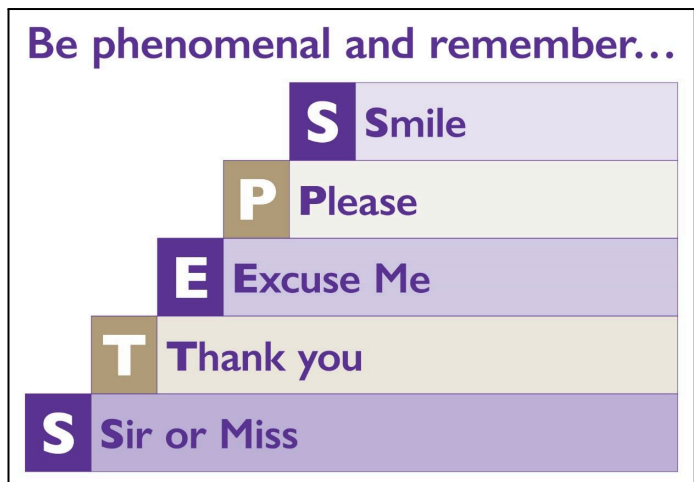 Be phenomenal and remember…
S Smile
P Please
E Excuse Me
T Thank you
S Sir or Miss